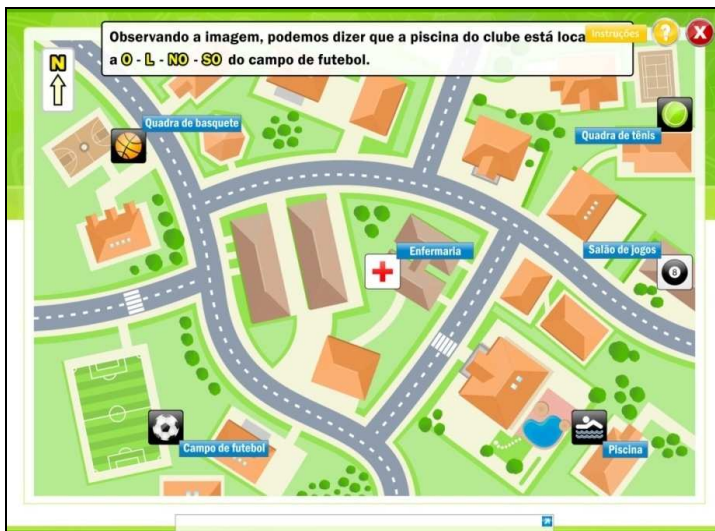 Observando a imagem, podemos dizer que a piscina do clube está loca
Instruções
?
X
a O - L - NO - SO do campo de futebol.
N
Quadra de basquete
Quadra de tênis
Enfermaria
Salão de jogos
8
Campo de futebol
Piscina